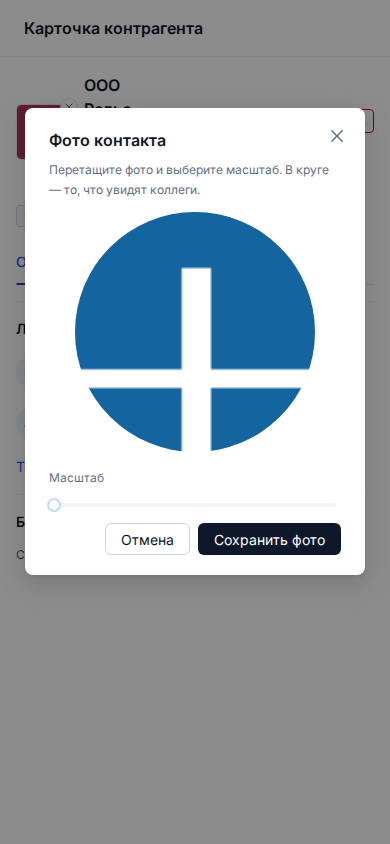 Карточка контрагента
ООО
Фото контакта
Перетащите фото и выберите масштаб. В круге
— то, что увидят коллеги.
Масштаб
Отмена
Сохранить фото